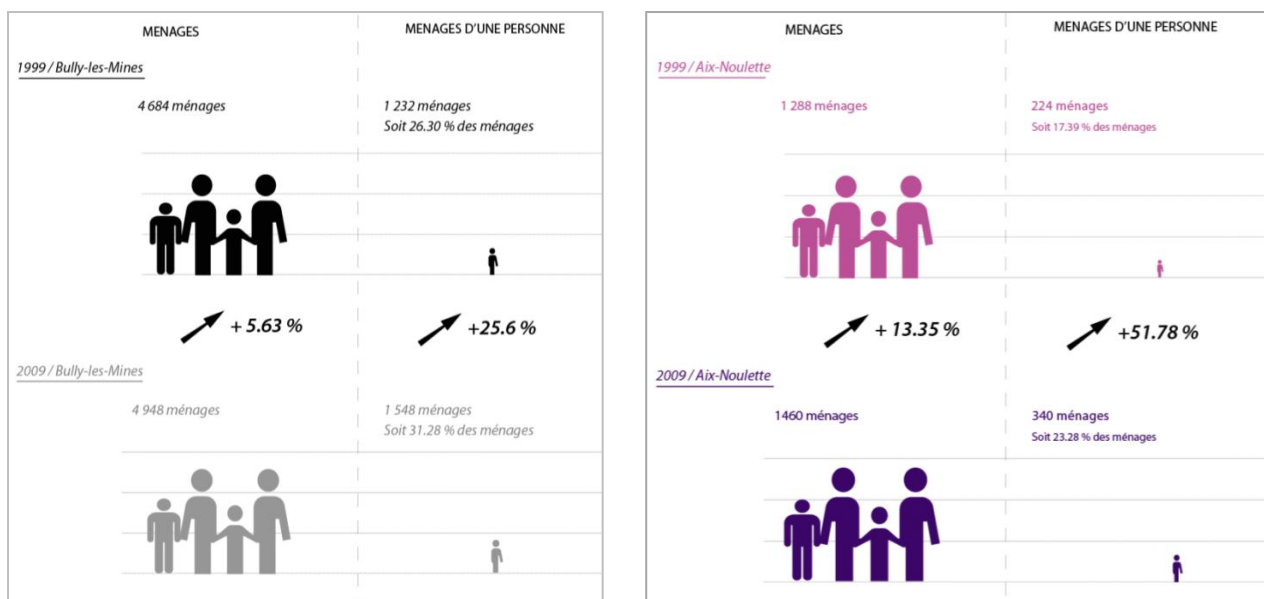 MENAGES
MENAGES D'UNE PERSONNE
1999 / Bully-les-Mines
4 684 ménages
1 232 ménages
Soit 26.30 % des ménages
+ 5.63 %
+25.6 %
2009 / Bully-les-Mines
4 948 ménages
1 548 ménages
Soit 31.28 % des ménages
MENAGES
MENAGES D'UNE PERSONNE
1999 / Aix-Noulette
1 288 ménages
224 ménages
Soit 17.39 % des ménages
+ 13.35 %
+51.78 %
2009 / Aix-Noulette
1460 ménages
340 ménages
Soit 23.28 % des ménages